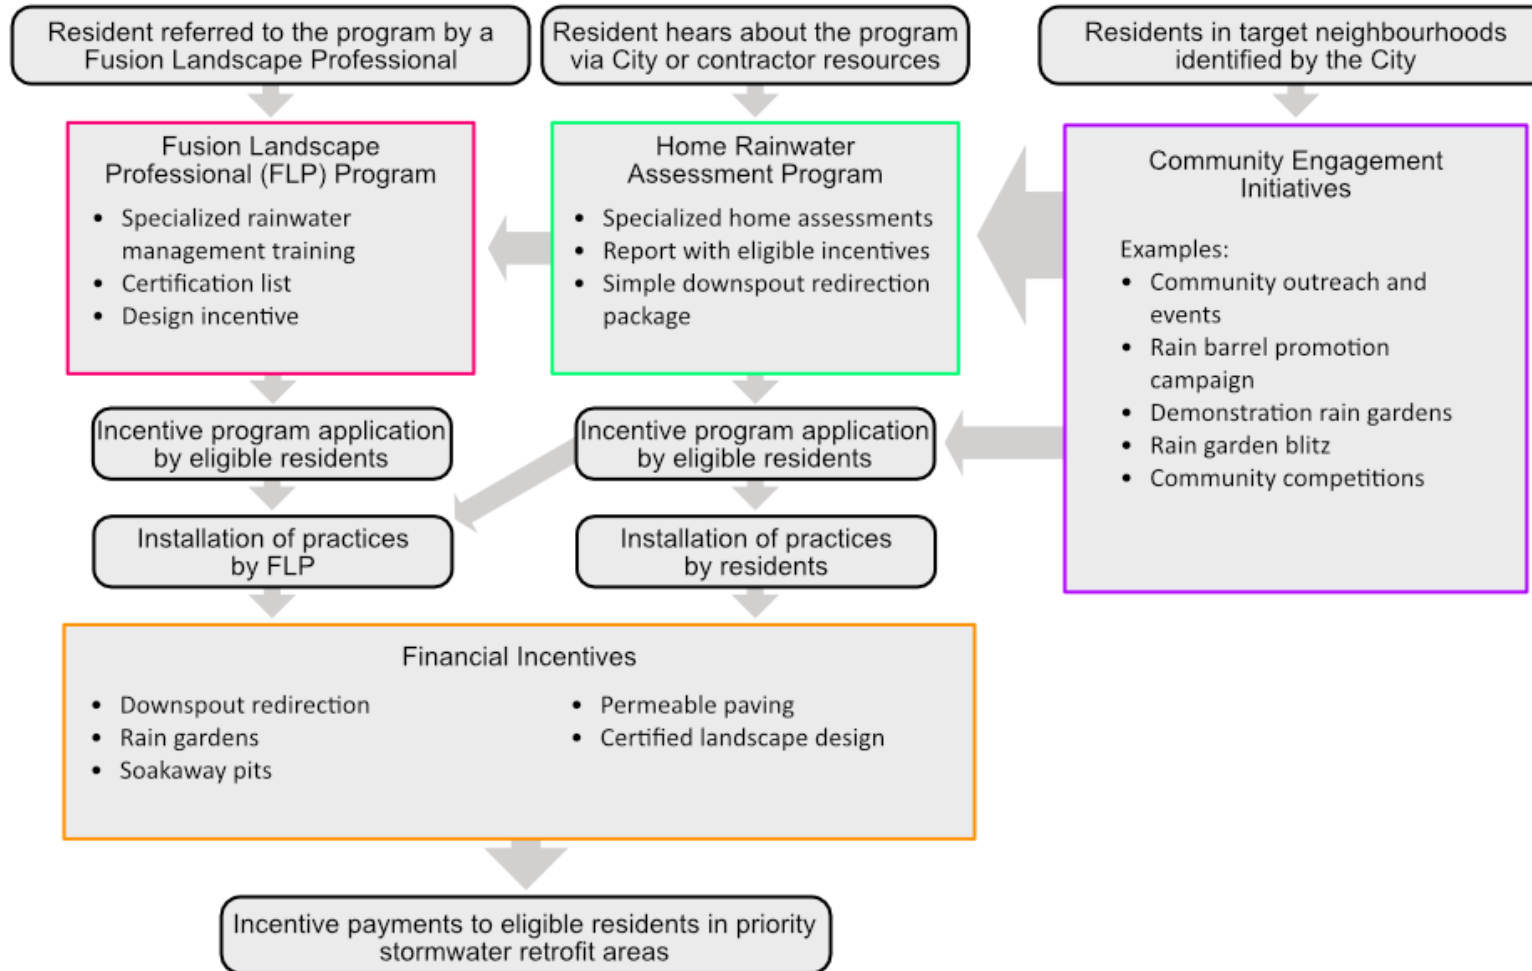 Resident referred to the program by a
Fusion Landscape Professional
Resident hears about the program
via City or contractor resources
Residents in target neighbourhoods
identified by the City
Fusion Landscape
Professional (FLP) Program
• Specialized rainwater
management training
• Certification list
• Design incentive
Home Rainwater
Assessment Program
• Specialized home assessments
• Report with eligible incentives
• Simple downspout redirection
package
Community Engagement
Initiatives
Examples:
• Community outreach and
events
• Rain barrel promotion
campaign
• Demonstration rain gardens
• Rain garden blitz
• Community competitions
Incentive program application
by eligible residents
Incentive program application
by eligible residents
Installation of practices
by FLP
Installation of practices
by residents
Financial Incentives
• Downspout redirection
• Rain gardens
• Soakaway pits
• Permeable paving
• Certified landscape design
Incentive payments to eligible residents in priority
stormwater retrofit areas